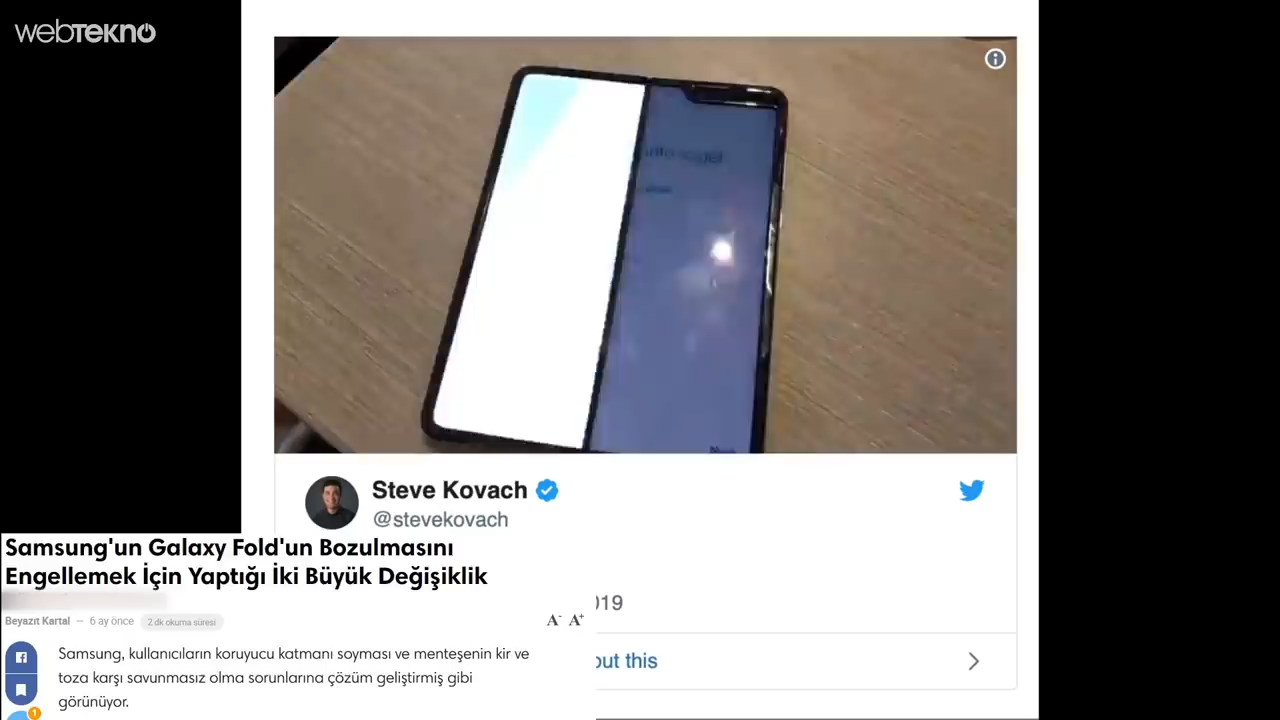 webTEKNO
Steve Kovach
@stevekovach
Samsung'un Galaxy Fold'un Bozulmasını
Engellemek İçin Yaptığı İki Büyük Değişiklik
019
Beyazıt Kartal — 6 ay önce 2 dk okuma süresi
A- A+
Samsung, kullanıcıların koruyucu katmanı soyması ve menteşenin kir ve
toza karşı savunmasız olma sorunlarına çözüm geliştirmiş gibi
görünüyor.
out this
1